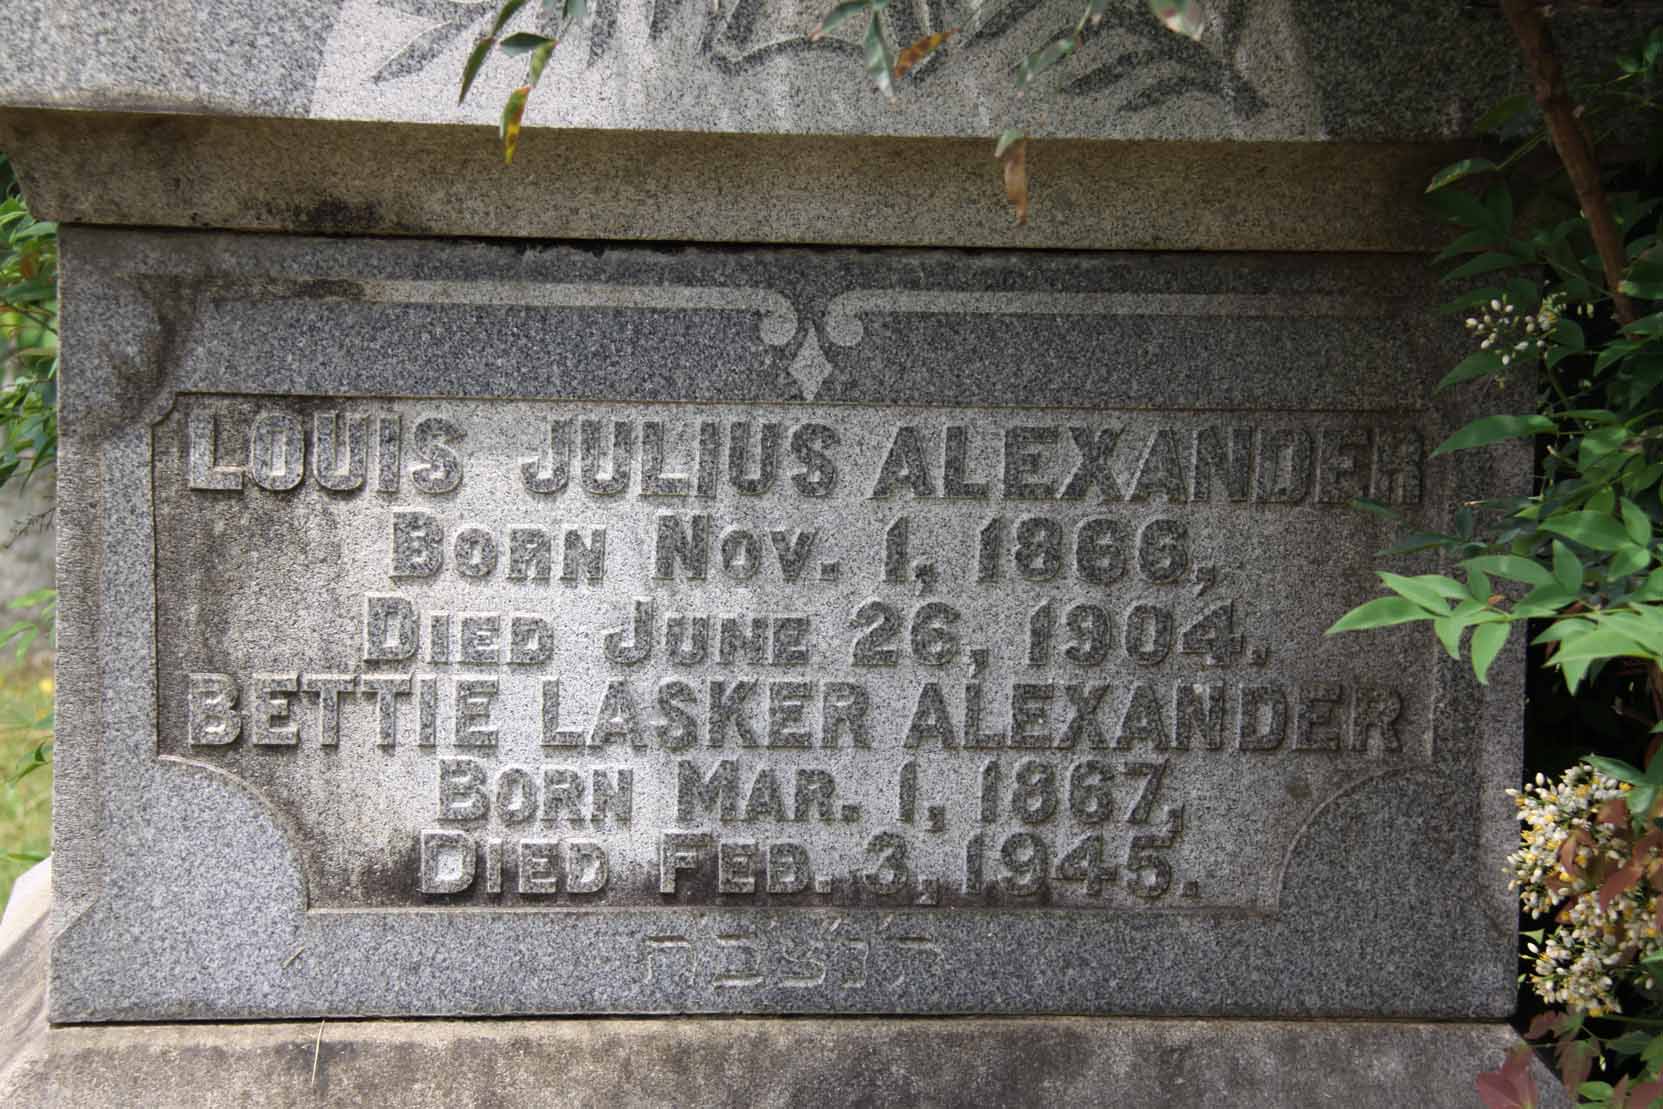 LOUIS JULIUS ALEXANDER
BORN NOV. 1, 1866,
DIED JUNE 26, 1904.
BETTIE LASKER ALEXANDER
BORN MAR. 1, 1867,
DIED FEB. 3, 1945.
ת'נ'צ'ב'ה